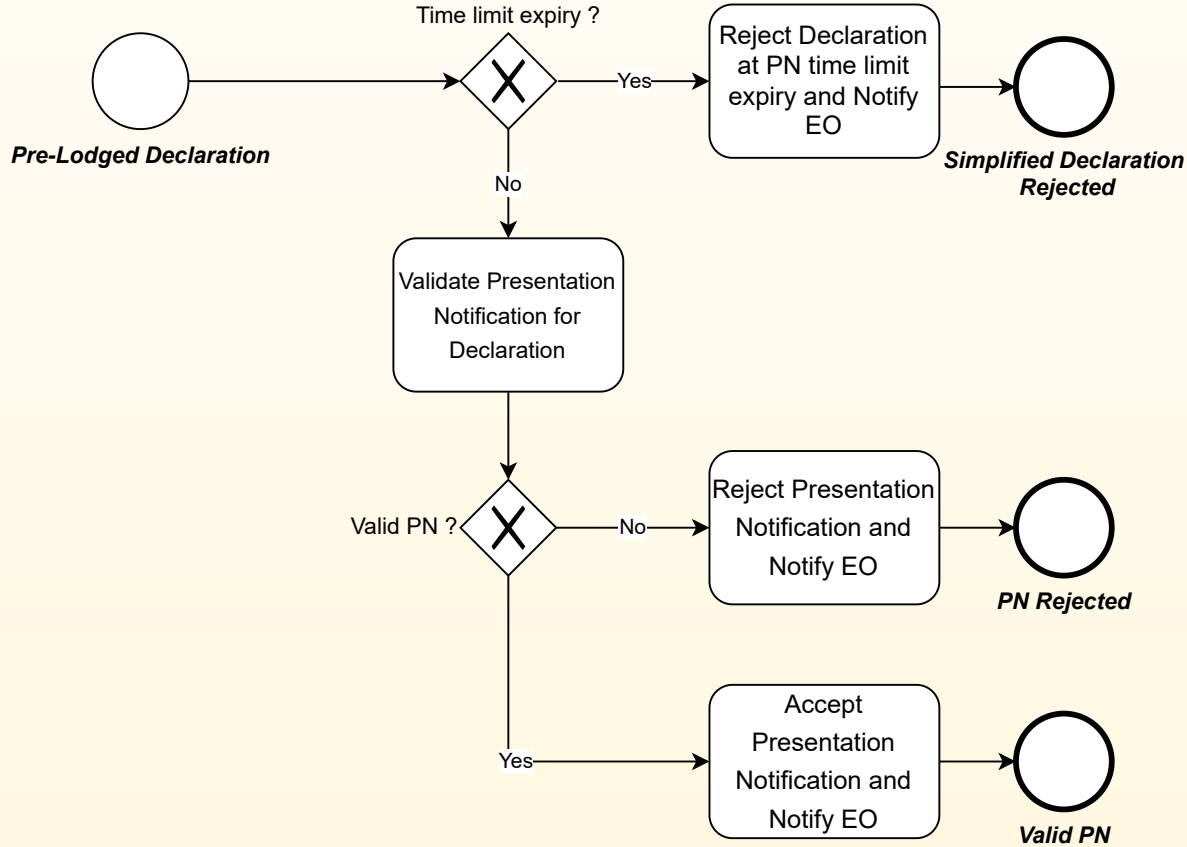 Time limit expiry ?
Pre-Lodged Declaration
Yes
Reject Declaration
at PN time limit
expiry and Notify
EO
Simplified Declaration
Rejected
No
Validate Presentation
Notification for
Declaration
Valid PN ?
No
Reject Presentation
Notification and
Notify EO
PN Rejected
Yes
Accept
Presentation
Notification and
Notify EO
Valid PN